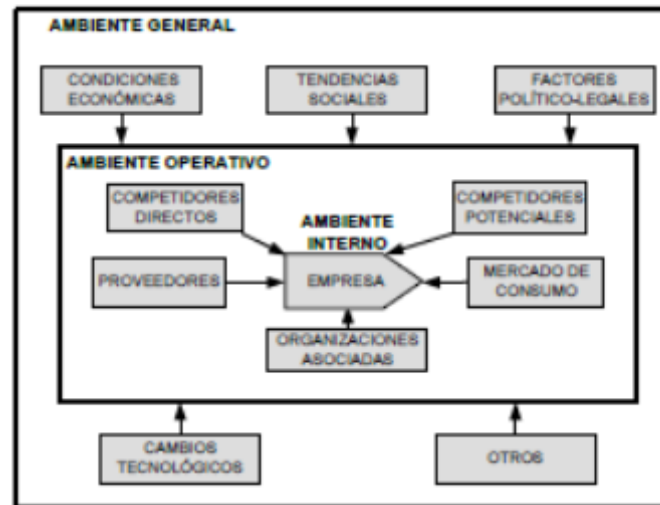 AMBIENTE GENERAL
CONDICIONES
ECONÓMICAS
TENDENCIAS
SOCIALES
FACTORES
POLÍTICO-LEGALES
AMBIENTE OPERATIVO
COMPETIDORES
DIRECTOS
COMPETIDORES
POTENCIALES
AMBIENTE
INTERNO
PROVEEDORES
EMPRESA
MERCADO DE
CONSUMO
ORGANIZACIONES
ASOCIADAS
CAMBIOS
TECNOLÓGICOS
OTROS